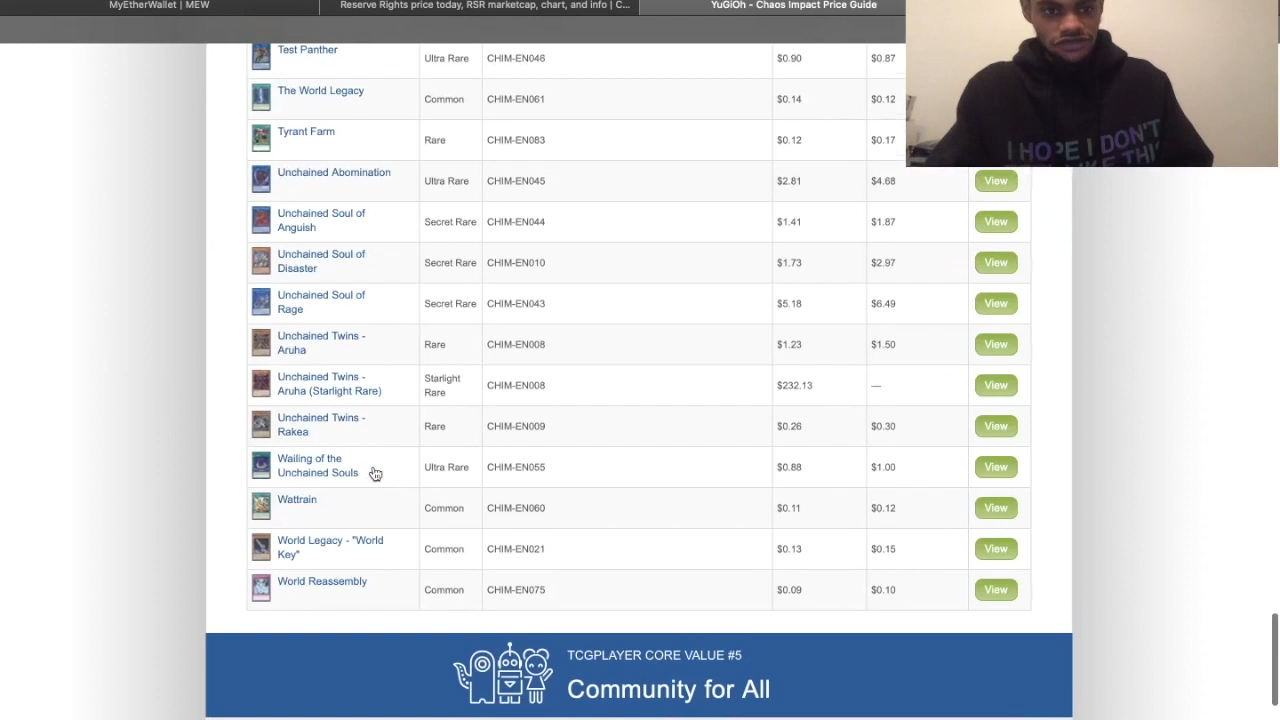 MyEtherWallet | MEW
Reserve Rights price today, RSR marketcap, chart, and info | C...
YuGiOh - Chaos Impact Price Guide
Test Panther Ultra Rare CHIM-EN046 $0.90 $0.87
The World Legacy Common CHIM-EN061 $0.14 $0.12
Tyrant Farm Rare CHIM-EN083 $0.12 $0.17
I HOPE I DON'T
Unchained Abomination Ultra Rare CHIM-EN045 $2.81 $4.68 View
Unchained Soul of
Anguish
Secret Rare CHIM-EN044 $1.41 $1.87 View
Unchained Soul of
Disaster
Secret Rare CHIM-EN010 $1.73 $2.97 View
Unchained Soul of
Rage
Secret Rare CHIM-EN043 $5.18 $6.49 View
Unchained Twins -
Aruha
Rare CHIM-EN008 $1.23 $1.50 View
Unchained Twins -
Aruha (Starlight Rare)
Starlight
Rare
CHIM-EN008 $232.13 — View
Unchained Twins -
Rakea
Rare CHIM-EN009 $0.26 $0.30 View
Wailing of the
Unchained Souls
Ultra Rare CHIM-EN055 $0.88 $1.00 View
Wattrain Common CHIM-EN060 $0.11 $0.12 View
World Legacy - "World
Key"
Common CHIM-EN021 $0.13 $0.15 View
World Reassembly Common CHIM-EN075 $0.09 $0.10 View
TCGPLAYER CORE VALUE #5
Community for All